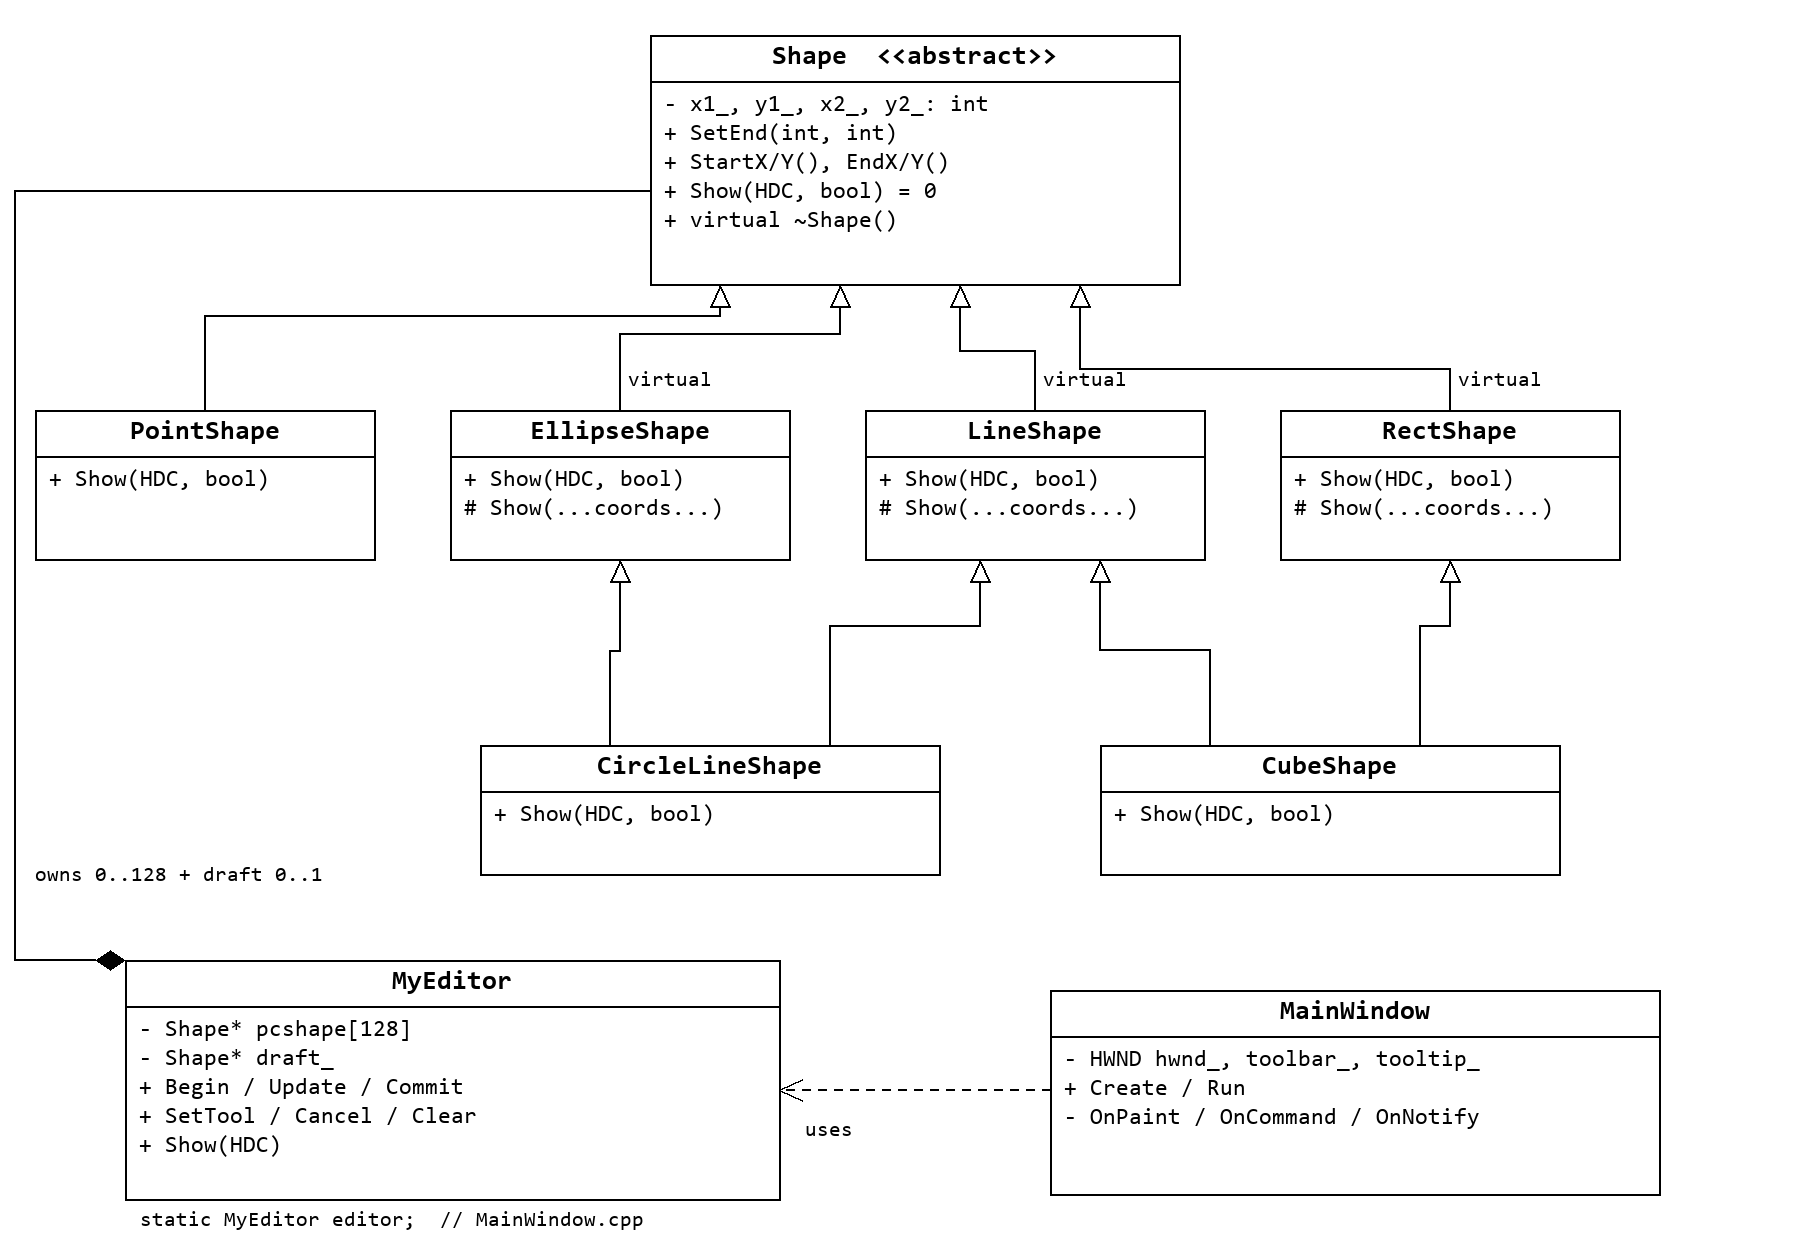 Shape  <<abstract>>
- x1_, y1_, x2_, y2_: int
+ SetEnd(int, int)
+ StartX/Y(), EndX/Y()
+ Show(HDC, bool) = 0
+ virtual ~Shape()
virtual
virtual
virtual
PointShape
+ Show(HDC, bool)
EllipseShape
+ Show(HDC, bool)
# Show(...coords...)
LineShape
+ Show(HDC, bool)
# Show(...coords...)
RectShape
+ Show(HDC, bool)
# Show(...coords...)
CircleLineShape
+ Show(HDC, bool)
CubeShape
+ Show(HDC, bool)
owns 0..128 + draft 0..1
MyEditor
- Shape* pcshape[128]
- Shape* draft_
+ Begin / Update / Commit
+ SetTool / Cancel / Clear
+ Show(HDC)
uses
MainWindow
- HWND hwnd_, toolbar_, tooltip_
+ Create / Run
- OnPaint / OnCommand / OnNotify
static MyEditor editor;  // MainWindow.cpp